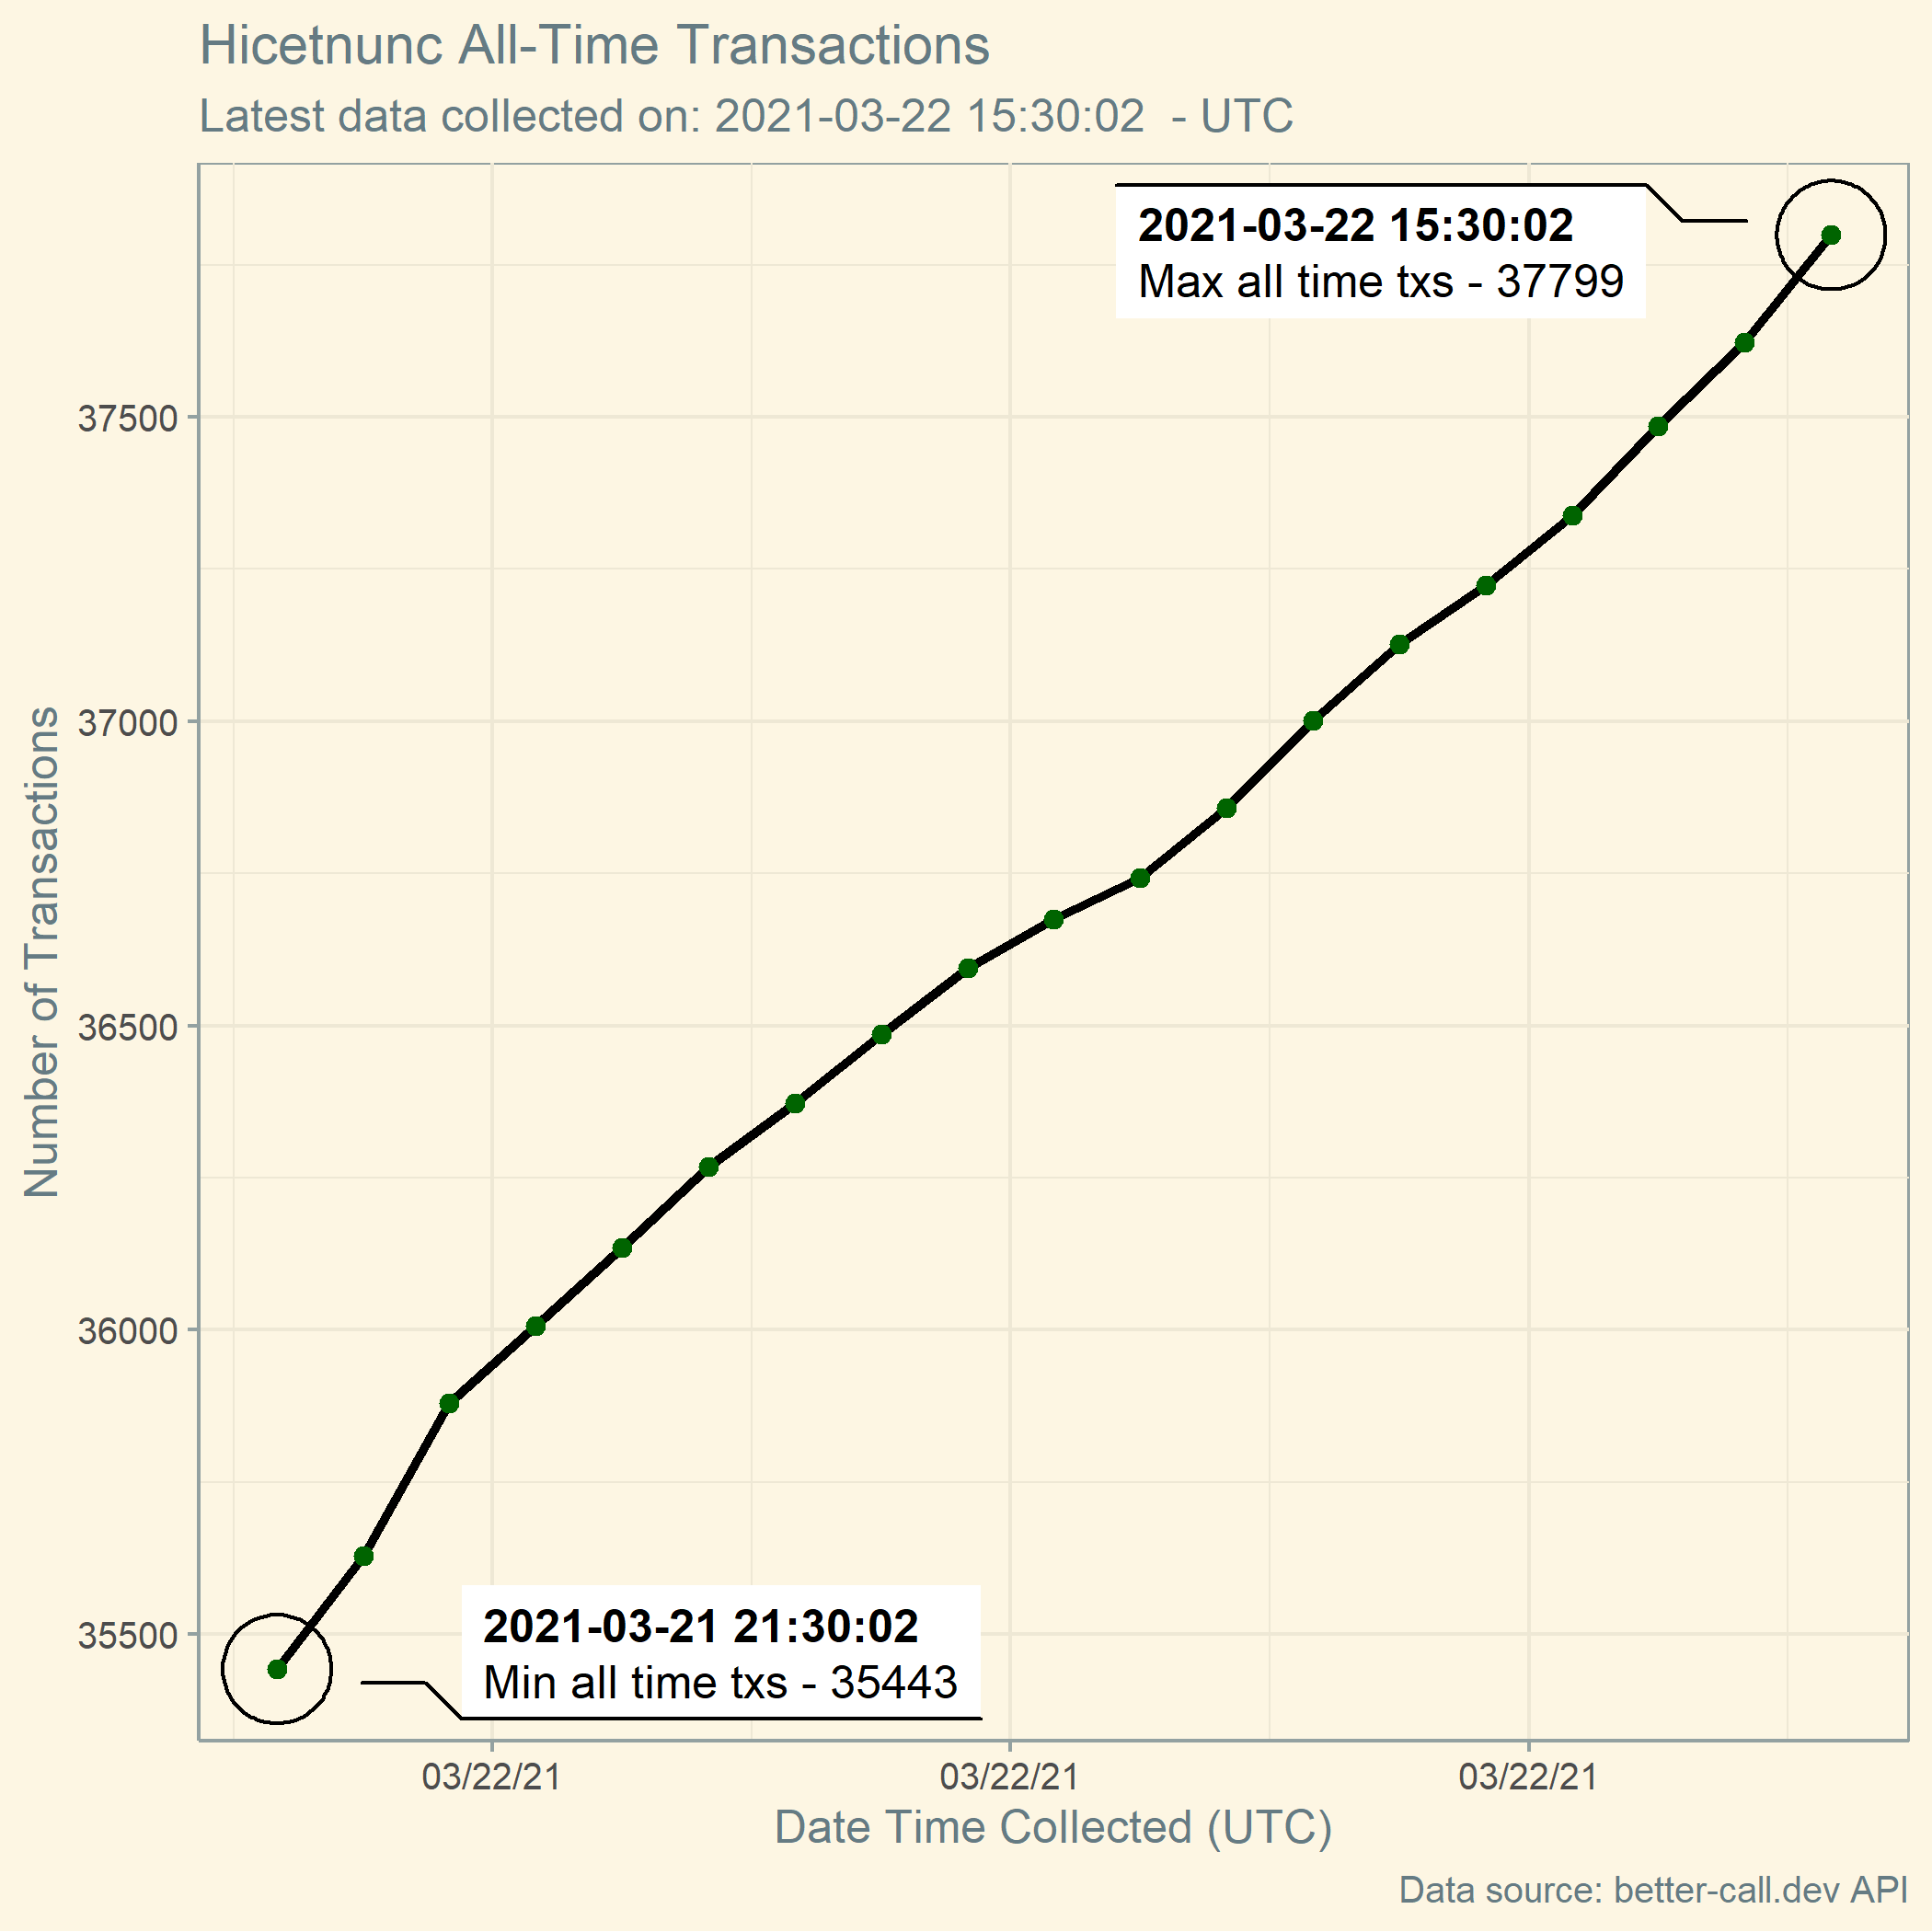 Hicetnunc All-Time Transactions
Latest data collected on: 2021-03-22 15:30:02  - UTC
2021-03-22 15:30:02
Max all time txs - 37799
37500
37000
36500
36000
35500
Number of Transactions
2021-03-21 21:30:02
Min all time txs - 35443
03/22/21 03/22/21 03/22/21
Date Time Collected (UTC)
Data source: better-call.dev API